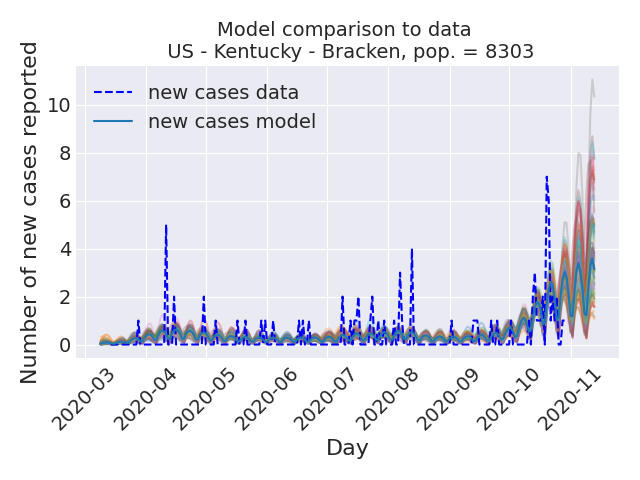 Model comparison to data
US - Kentucky - Bracken, pop. = 8303
new cases data
new cases model
Number of new cases reported
10
8
6
4
2
0
2020-03
2020-04
2020-05
2020-06
2020-07
2020-08
2020-09
2020-10
2020-11
Day